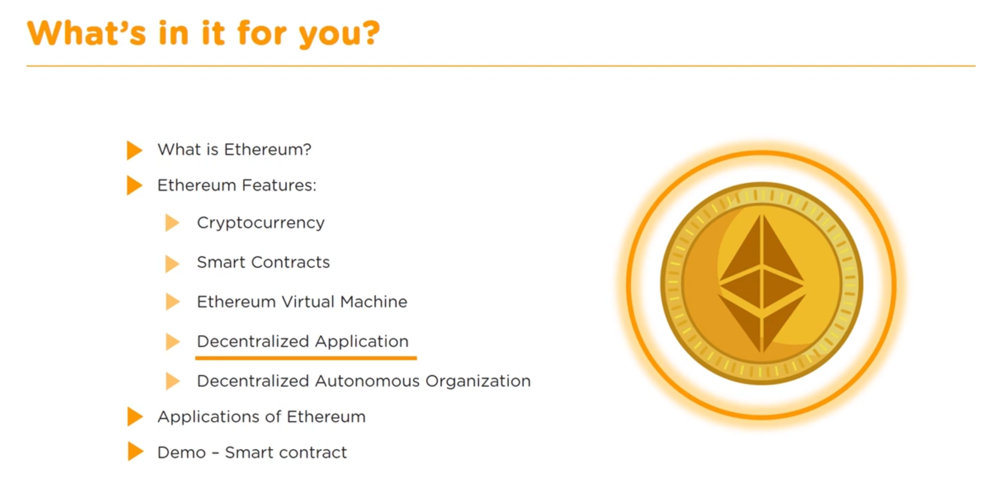 What's in it for you?
What is Ethereum?
Ethereum Features:
Cryptocurrency
Smart Contracts
Ethereum Virtual Machine
Decentralized Application
Decentralized Autonomous Organization
Applications of Ethereum
Demo – Smart contract